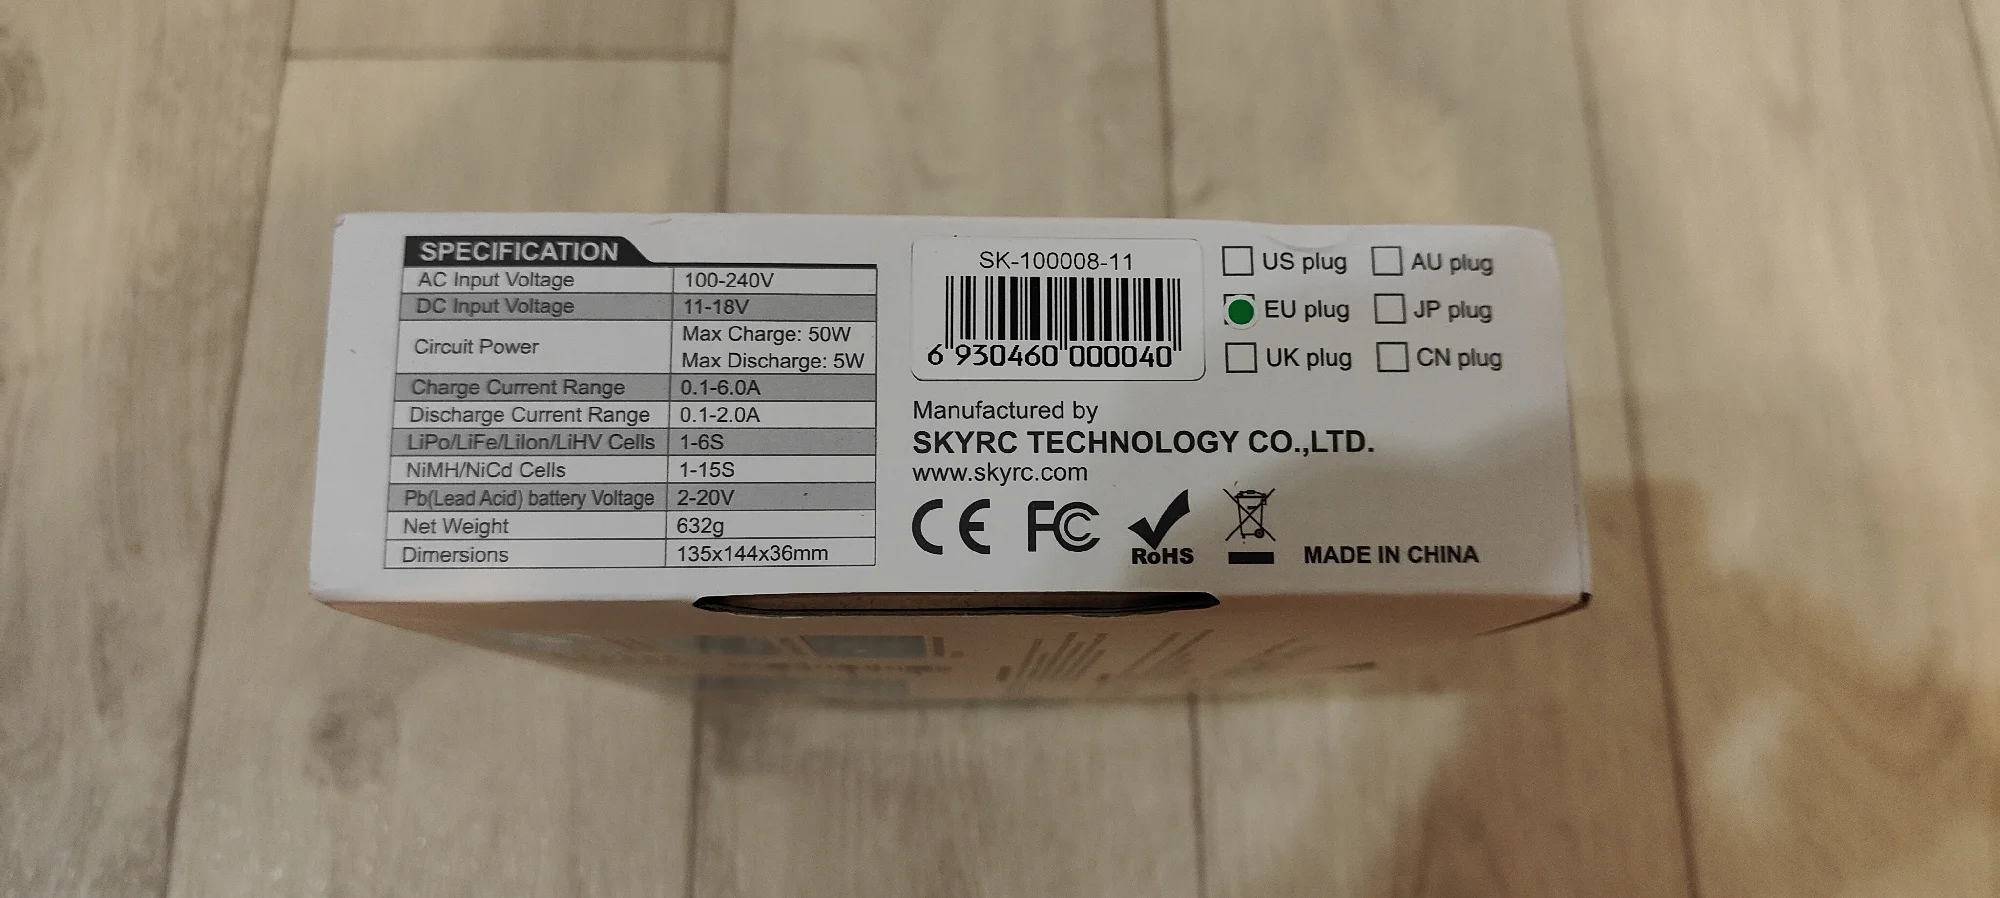 SPECIFICATION
AC Input Voltage 100-240V
DC Input Voltage 11-18V
Circuit Power Max Charge: 50W
Max Discharge: 5W
Charge Current Range 0.1-6.0A
Discharge Current Range 0.1-2.0A
LiPo/LiFe/LiIon/LiHV Cells 1-6S
NiMH/NiCd Cells 1-15S
Pb(Lead Acid) battery Voltage 2-20V
Net Weight 632g
Dimersions 135x144x36mm
SK-100008-11
6 930460 000040
US plug AU plug
EU plug JP plug
UK plug CN plug
Manufactured by
SKYRC TECHNOLOGY CO.,LTD.
www.skyrc.com
CE FC RoHS MADE IN CHINA